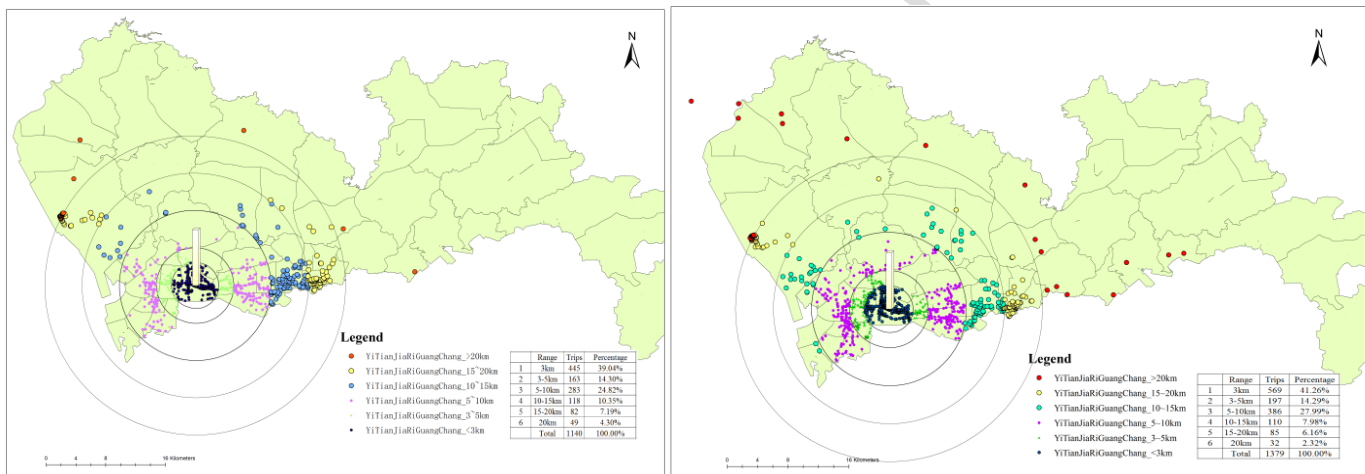 N
Legend
YiTianJiaRiGuangChang_>20km
YiTianJiaRiGuangChang_15~20km
YiTianJiaRiGuangChang_10~15km
YiTianJiaRiGuangChang_5~10km
YiTianJiaRiGuangChang_3~5km
YiTianJiaRiGuangChang_<3km
Range Trips Percentage
1 3km 445 39.04%
2 3-5km 163 14.30%
3 5-10km 283 24.82%
4 10-15km 118 10.35%
5 15-20km 82 7.19%
6 20km 49 4.30%
Total 1140 100.00%
0 2 4 8 12 16 Kilometers
N
Legend
YiTianJiaRiGuangChang_>20km
YiTianJiaRiGuangChang_15~20km
YiTianJiaRiGuangChang_10~15km
YiTianJiaRiGuangChang_5~10km
YiTianJiaRiGuangChang_3~5km
YiTianJiaRiGuangChang_<3km
Range Trips Percentage
1 3km 569 41.26%
2 3-5km 197 14.29%
3 5-10km 386 27.99%
4 10-15km 110 7.98%
5 15-20km 85 6.16%
6 20km 32 2.32%
Total 1379 100.00%
0 2 4 8 12 16 Kilometers